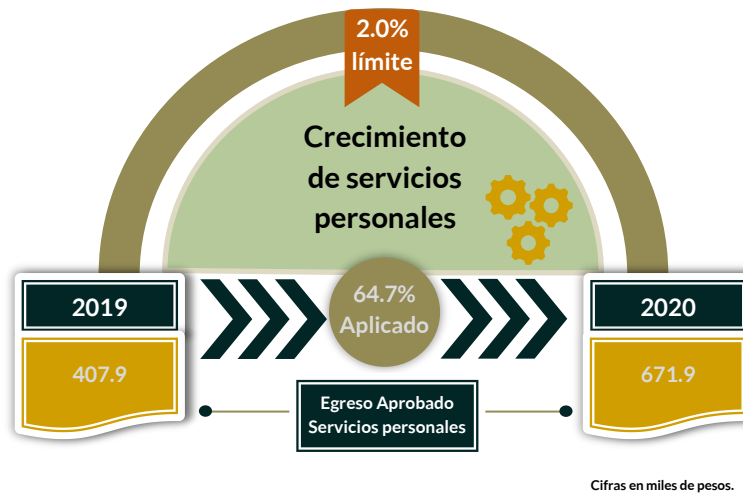 2.0%
límite
Crecimiento
de servicios
personales
2019
64.7%
Aplicado
2020
407.9
671.9
Egreso Aprobado
Servicios personales
Cifras en miles de pesos.